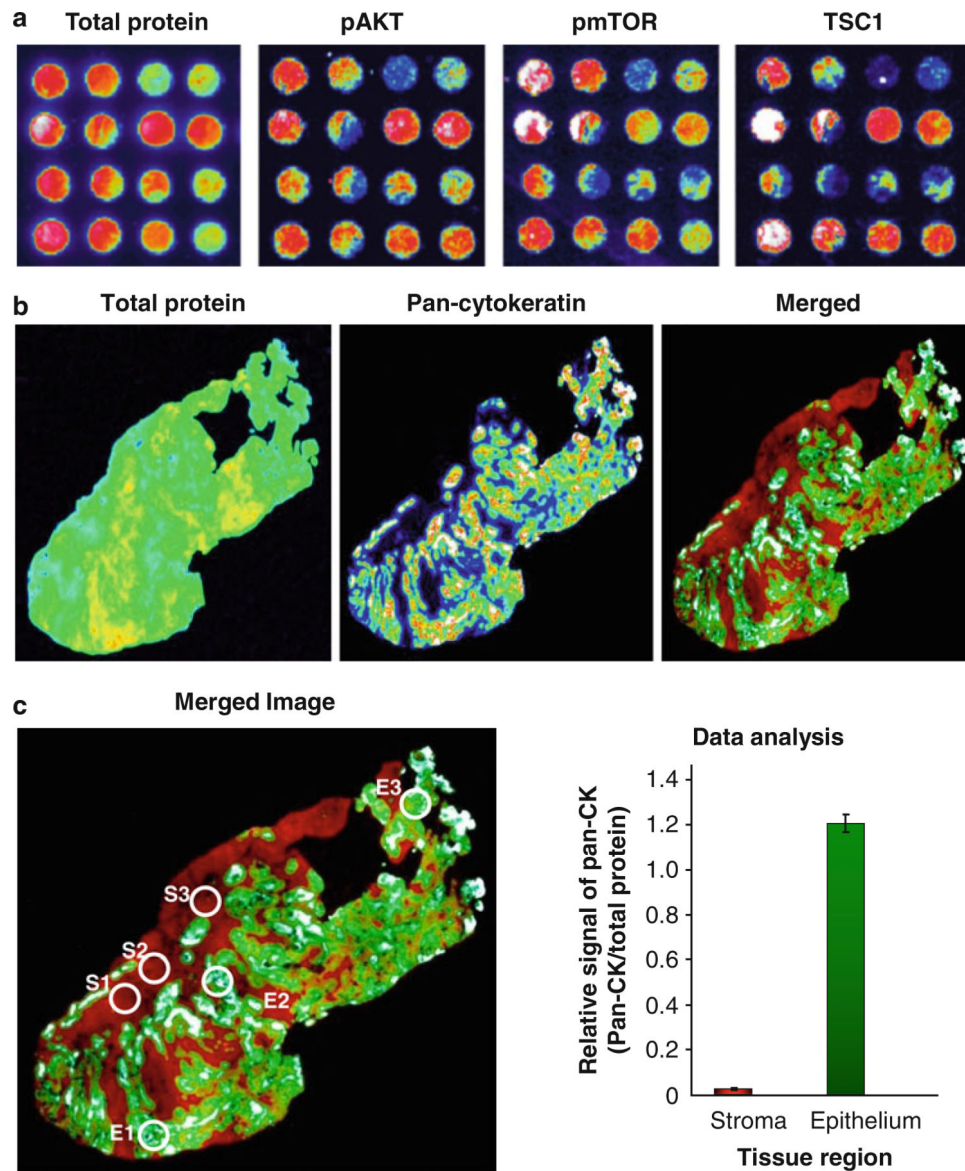 a
Total protein
pAKT
pmTOR
TSC1
b
Total protein
Pan-cytokeratin
Merged
c
Merged Image
E3
S3
S2
S1
E2
E1
Data analysis
Relative signal of pan-CK
(Pan-CK/total protein)
1.4
1.2
1.0
0.8
0.6
0.4
0.2
0
Stroma
Epithelium
Tissue region